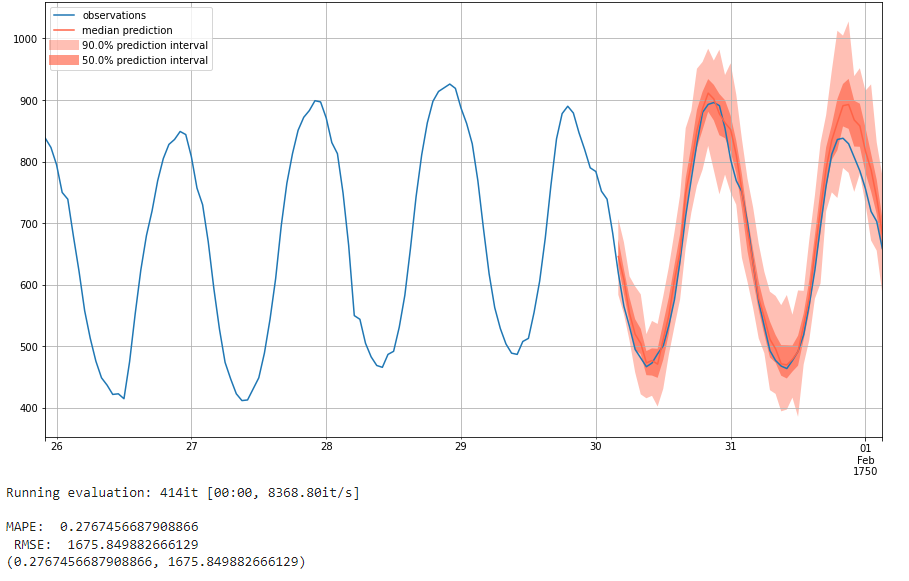 observations
median prediction
90.0% prediction interval
50.0% prediction interval
1000
900
800
700
600
500
400
26 27 28 29 30 31 01
Feb
1750
Running evaluation: 414it [00:00, 8368.80it/s]
MAPE: 0.2767456687908866
RMSE: 1675.849882666129
(0.2767456687908866, 1675.849882666129)